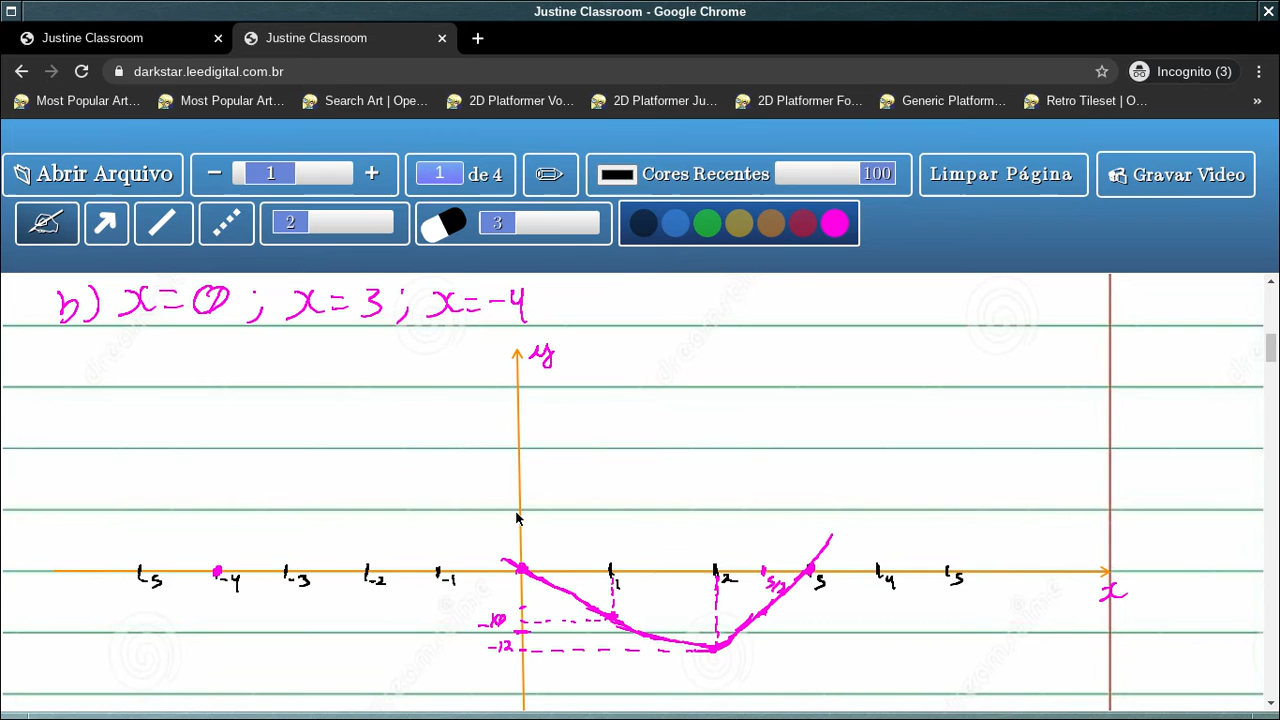 Justine Classroom - Google Chrome
Justine Classroom
Justine Classroom
darkstar.leedigital.com.br
Incognito (3)
Most Popular Art…
Most Popular Art…
Search Art | Ope…
2D Platformer Vo…
2D Platformer Ju…
2D Platformer Fo…
Generic Platform…
Retro Tileset | O…
Abrir Arquivo
− 1 +
1 de 4
Cores Recentes
100
Limpar Página
Gravar Video
2
3
b) x=0 ; x=3 ; x=-4
y
-5 -4 -3 -2 -1 1 2 5/2 3 4 5
x
-10
-12